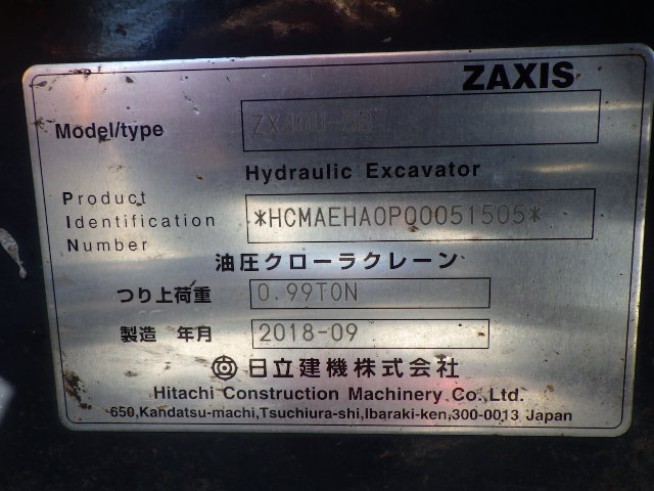 ZAXIS
Model/type
Hydraulic Excavator
Product
Identification *HCMAEHA0P00051505*
Number
油圧クローラクレーン
つり上荷重 0.99TON
製造 年月 2018-09
日立建機株式会社
Hitachi Construction Machinery Co., Ltd.
650,Kandatsu-machi,Tsuchiura-shi,Ibaraki-ken,300-0013 Japan